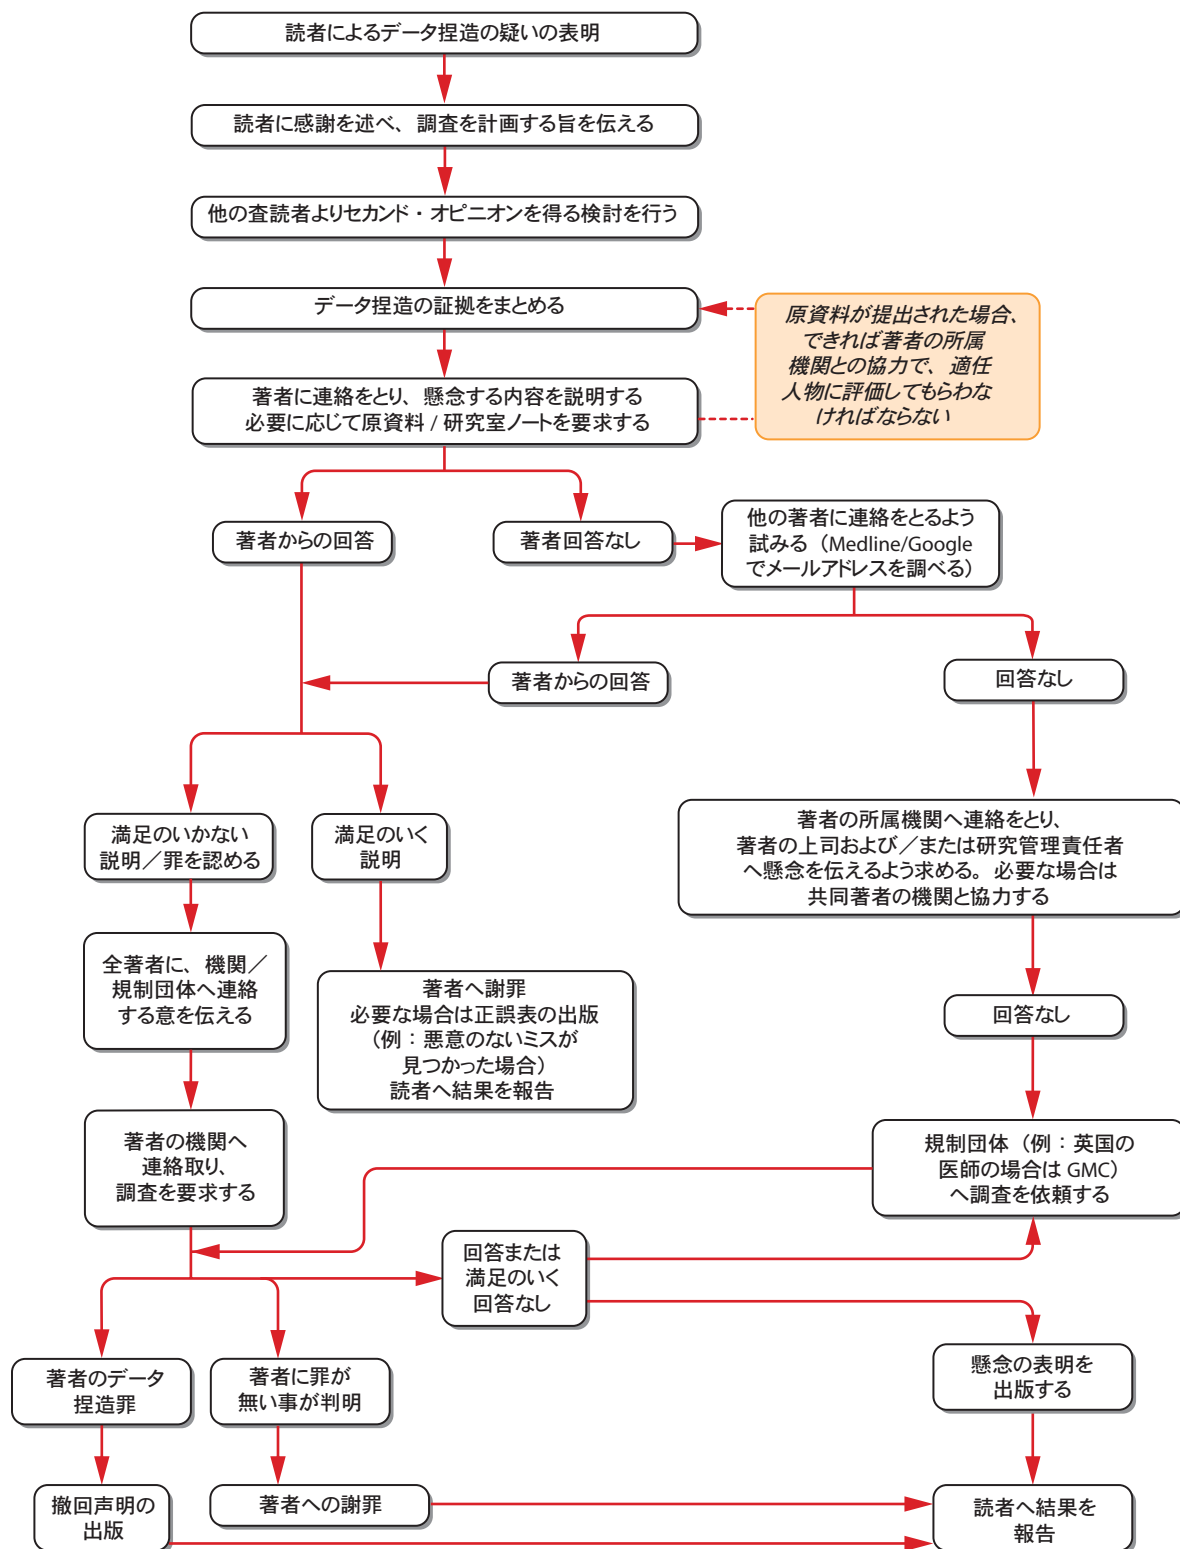 読者によるデータ捏造の疑いの表明
読者に感謝を述べ、調査を計画する旨を伝える
他の査読者よりセカンド・オピニオンを得る検討を行う
データ捏造の証拠をまとめる
原資料が提出された場合、
できれば著者の所属
機関との協力で、適任
人物に評価してもらわな
ければならない
著者に連絡をとり、懸念する内容を説明する
必要に応じて原資料 / 研究室ノートを要求する
著者からの回答
著者回答なし
他の著者に連絡をとるよう
試みる（Medline/Google
でメールアドレスを調べる）
著者からの回答
回答なし
満足のいかない
説明／罪を認める
満足のいく
説明
著者の所属機関へ連絡をとり、
著者の上司および／または研究管理責任者
へ懸念を伝えるよう求める。必要な場合は
共同著者の機関と協力する
全著者に、機関／
規制団体へ連絡
する意を伝える
著者へ謝罪
必要な場合は正誤表の出版
（例：悪意のないミスが
見つかった場合）
読者へ結果を報告
回答なし
著者の機関へ
連絡取り、
調査を要求する
規制団体（例：英国の
医師の場合は GMC）
へ調査を依頼する
回答または
満足のいく
回答なし
著者のデータ
捏造罪
著者に罪が
無い事が判明
懸念の表明を
出版する
撤回声明の
出版
著者への謝罪
読者へ結果を
報告